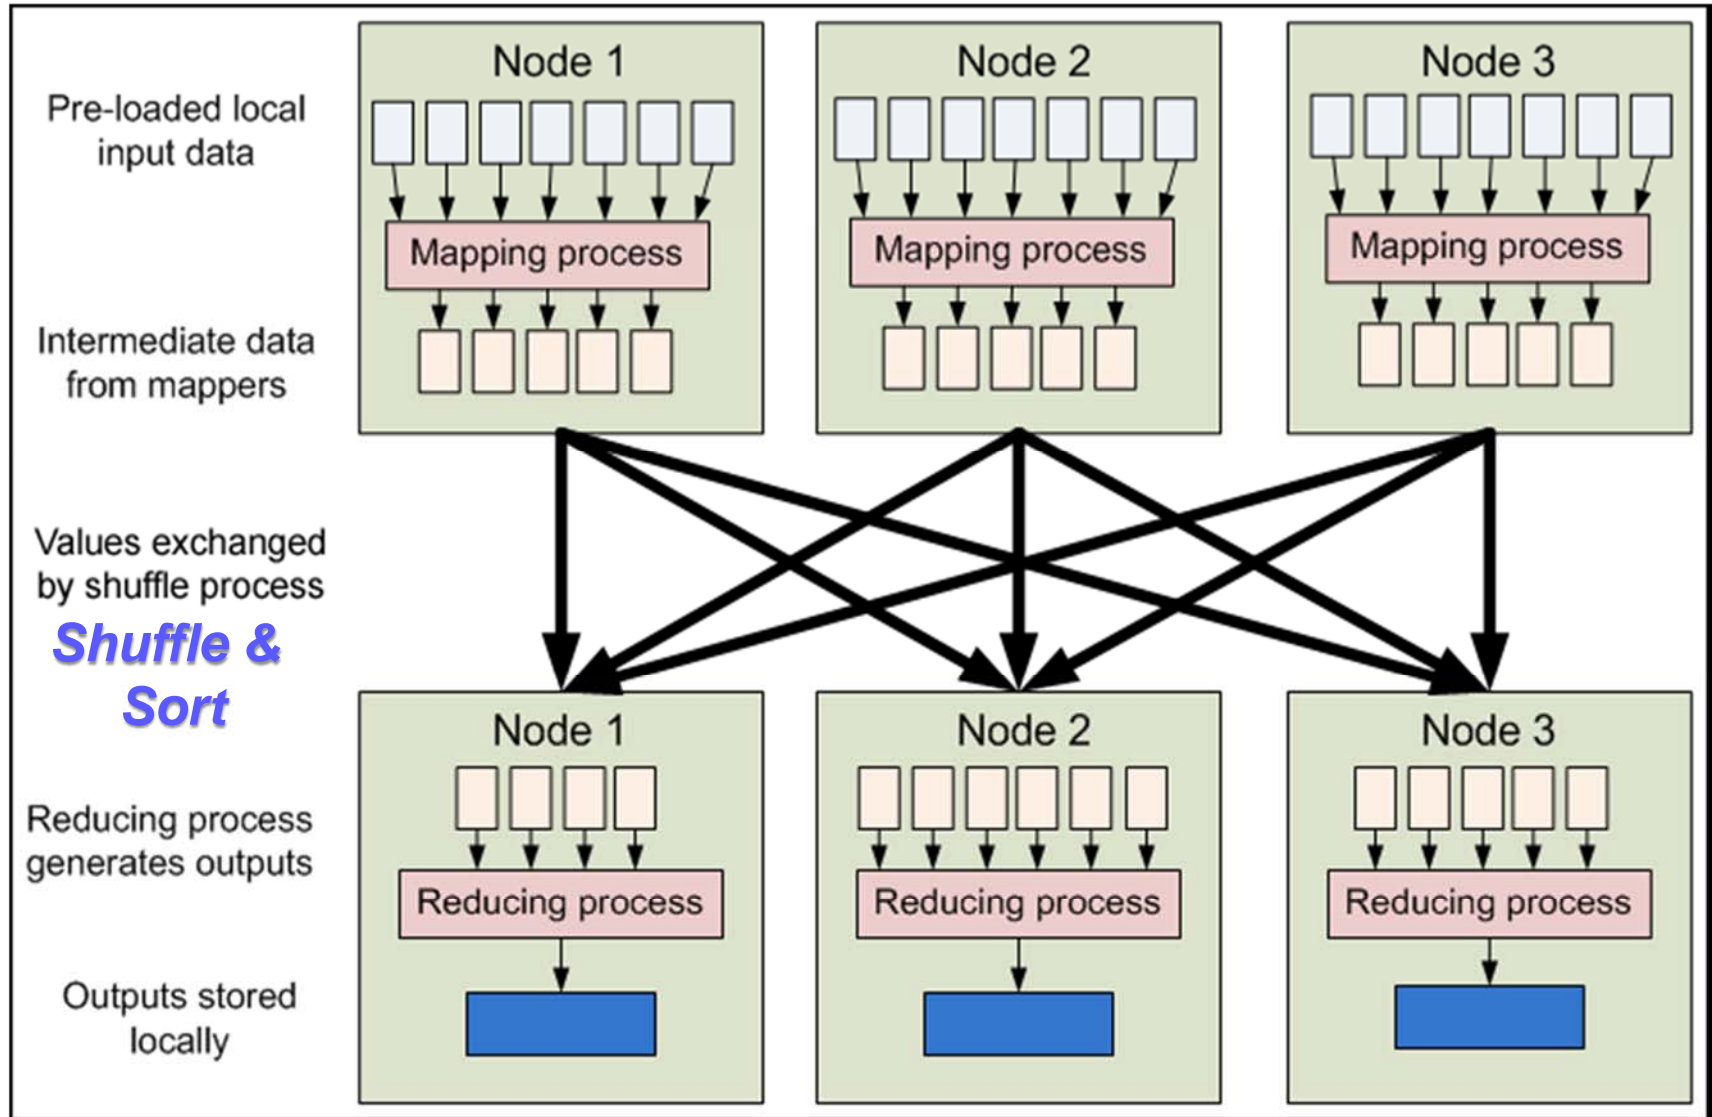 Node 1
Node 2
Node 3
Pre-loaded local
input data
Mapping process
Mapping process
Mapping process
Intermediate data
from mappers
Values exchanged
by shuffle process
Shuffle &
Sort
Node 1
Node 2
Node 3
Reducing process
generates outputs
Reducing process
Reducing process
Reducing process
Outputs stored
locally